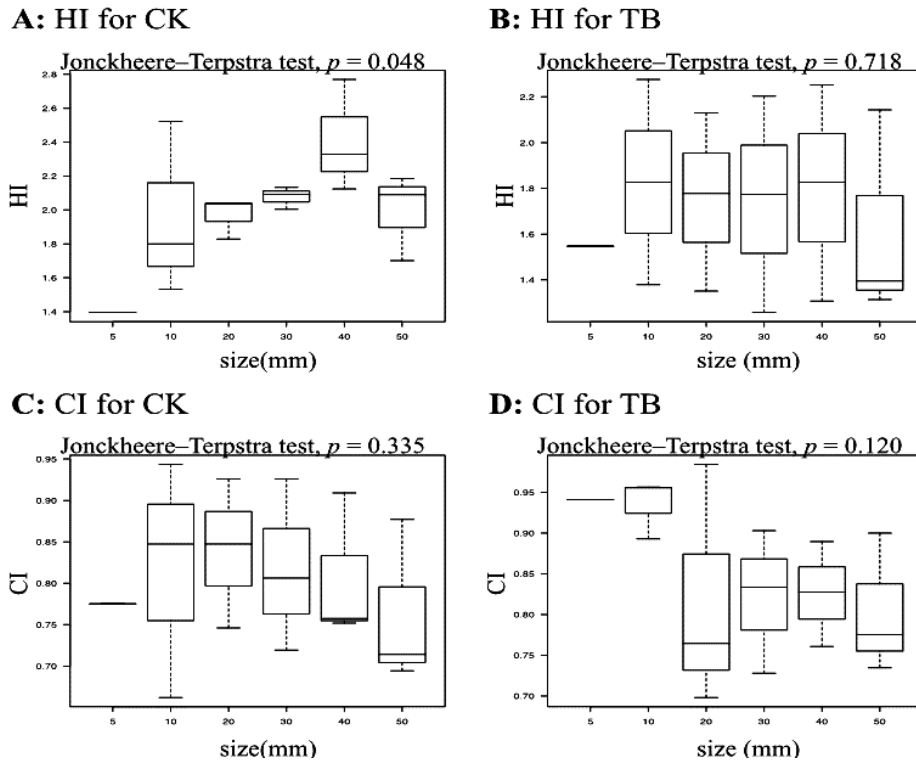 A: HI for CK
Jonckheere–Terpstra test, p = 0.048
HI
2.8
2.6
2.4
2.2
2.0
1.8
1.6
1.4
5 10 20 30 40 50
size(mm)
B: HI for TB
Jonckheere–Terpstra test, p = 0.718
HI
2.2
2.0
1.8
1.6
1.4
5 10 20 30 40 50
size (mm)
C: CI for CK
Jonckheere–Terpstra test, p = 0.335
CI
0.95
0.90
0.85
0.80
0.75
0.70
5 10 20 30 40 50
size(mm)
D: CI for TB
Jonckheere–Terpstra test, p = 0.120
CI
0.95
0.90
0.85
0.80
0.75
0.70
5 10 20 30 40 50
size (mm)